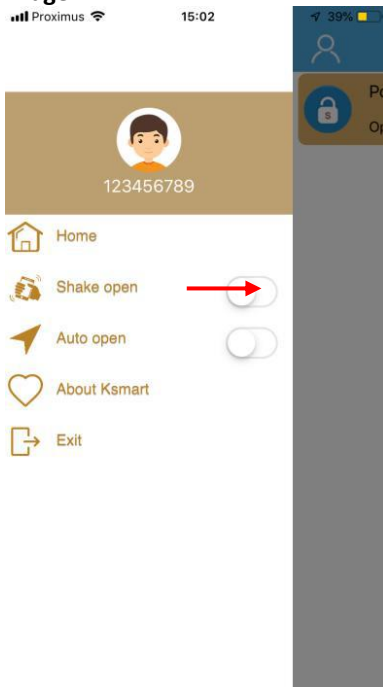 Proximus 15:02 39%
123456789
Home
Shake open
Auto open
About Ksmart
Exit
S